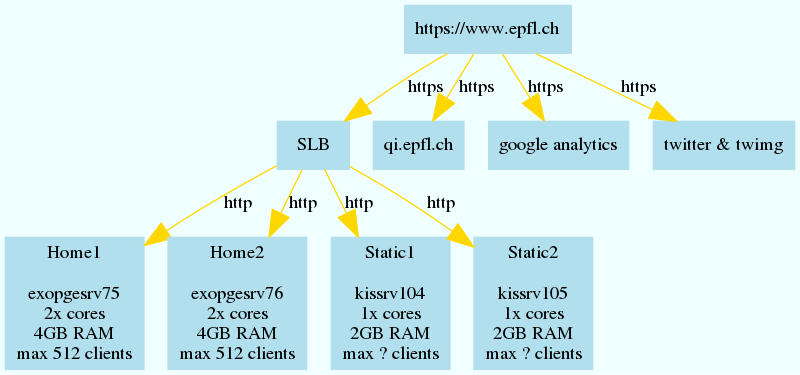 https://www.epfl.ch
https https https https
SLB
qi.epfl.ch
google analytics
twitter & twimg
http http http http
Home1
exopgesrv75
2x cores
4GB RAM
max 512 clients
Home2
exopgesrv76
2x cores
4GB RAM
max 512 clients
Static1
kissrv104
1x cores
2GB RAM
max ? clients
Static2
kissrv105
1x cores
2GB RAM
max ? clients